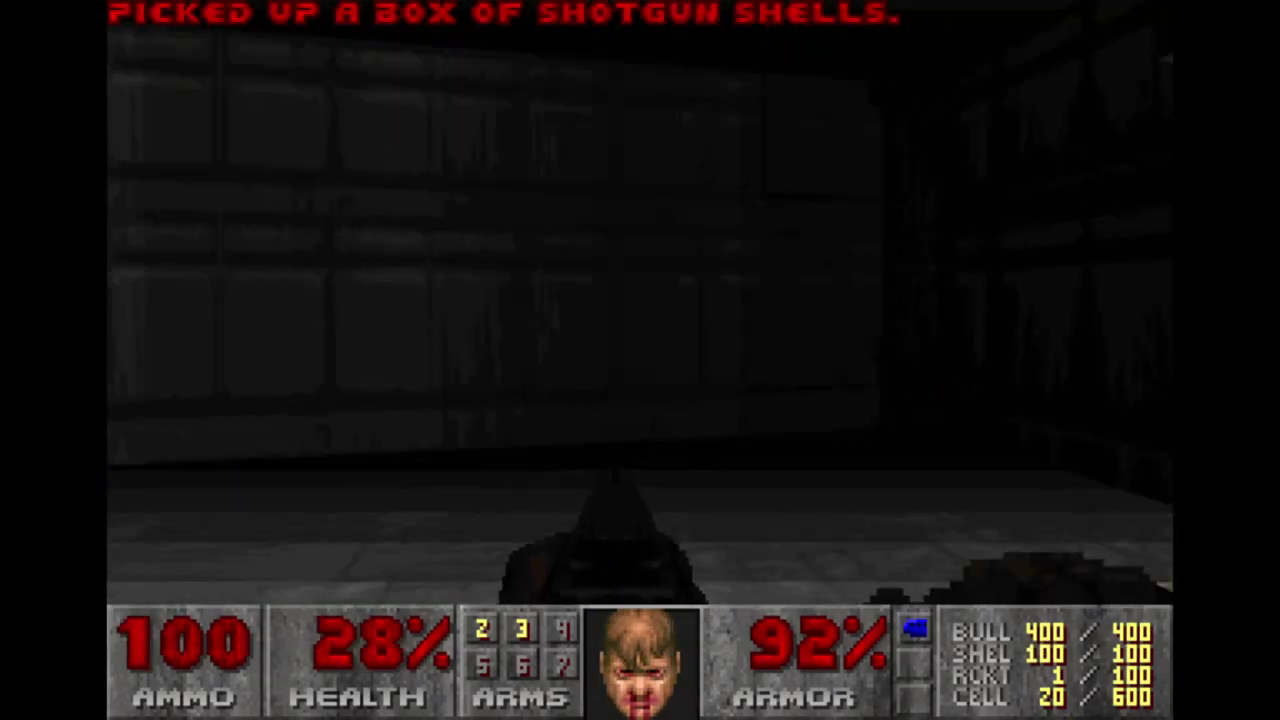 PICKED UP A BOX OF SHOTGUN SHELLS.
100 28% 2 3 4 92% BULL 400 / 400
5 6 7 SHEL 100 / 100
RCKT 1 / 100
AMMO HEALTH ARMS ARMOR CELL 20 / 600